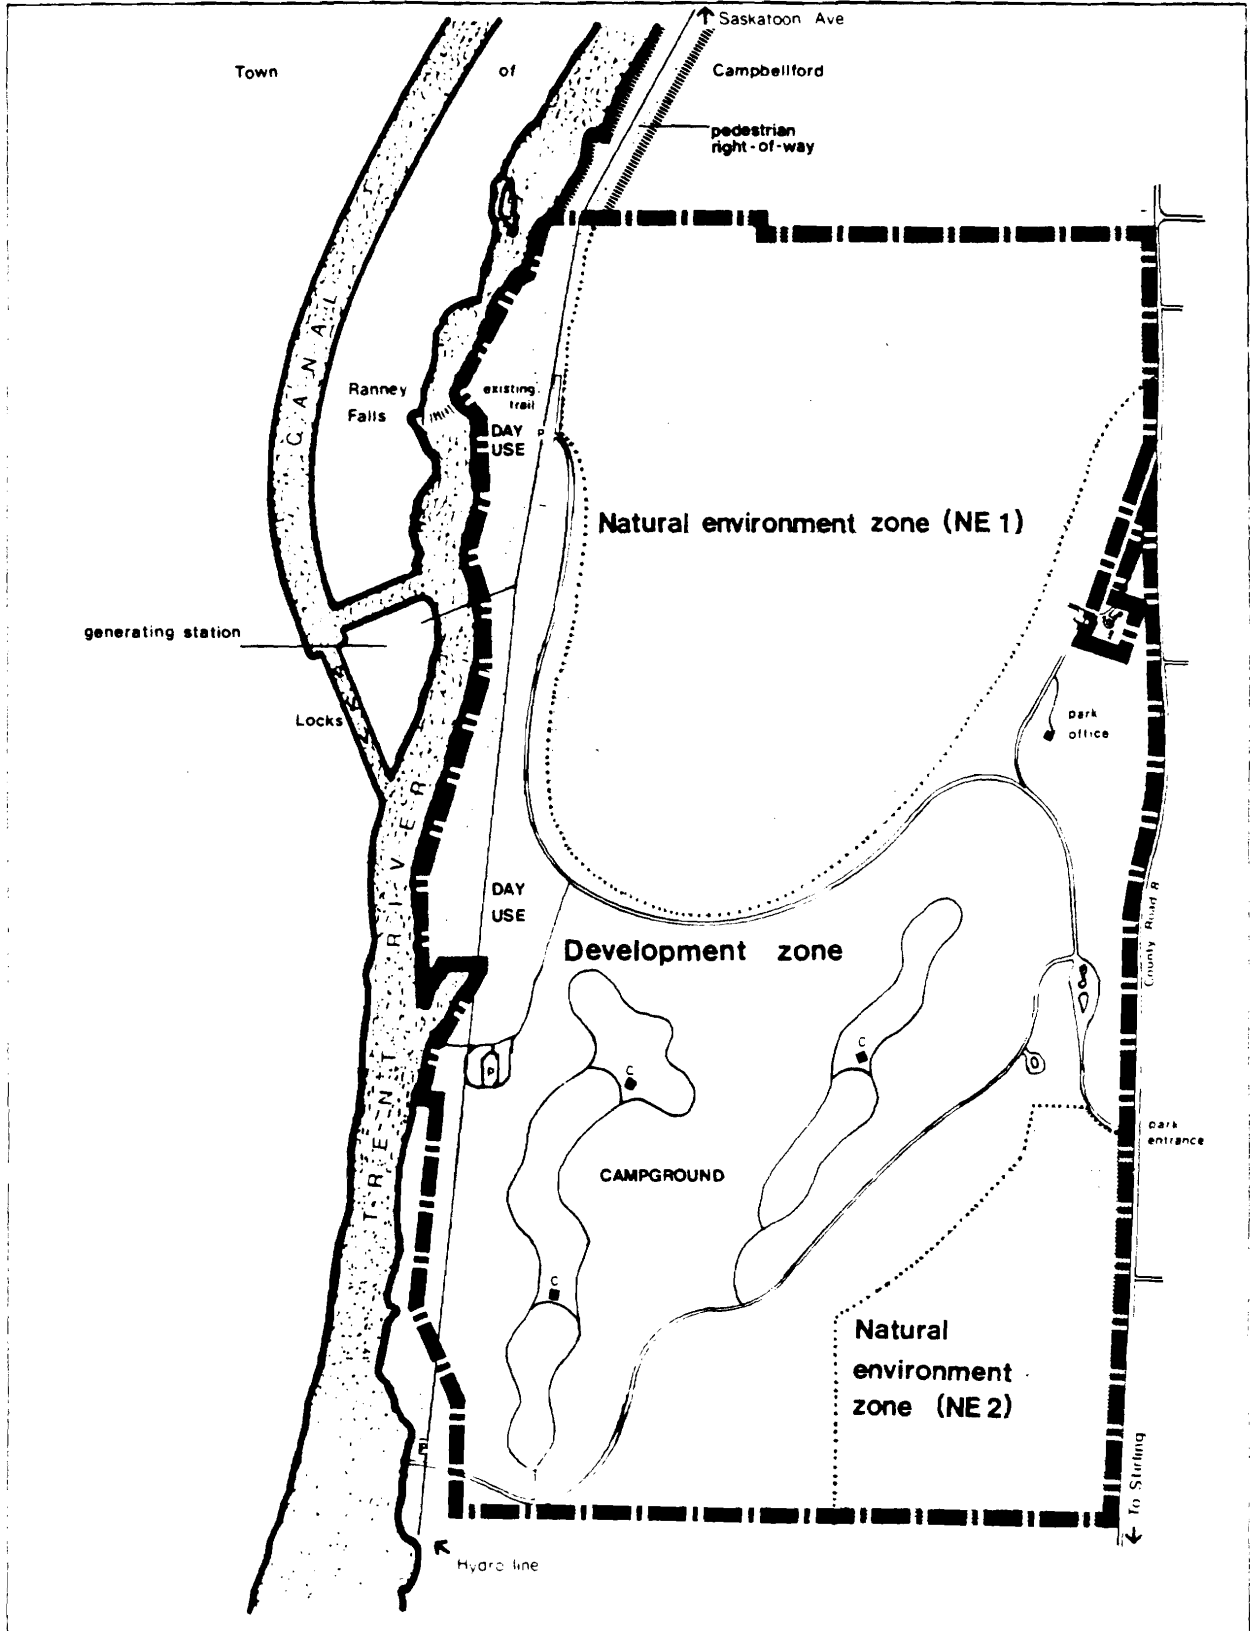 Saskatoon Ave
Town of Campbellford
pedestrian
right-of-way
CANAL
Ranney
Falls
existing
trail
DAY
USE
P
Natural environment zone (NE 1)
generating station
Locks
park
office
TRENT RIVER
DAY
USE
Development zone
County Road 8
P
C
C
park
entrance
CAMPGROUND
C
Natural
environment
zone (NE 2)
P
To Stirling
Hydro line